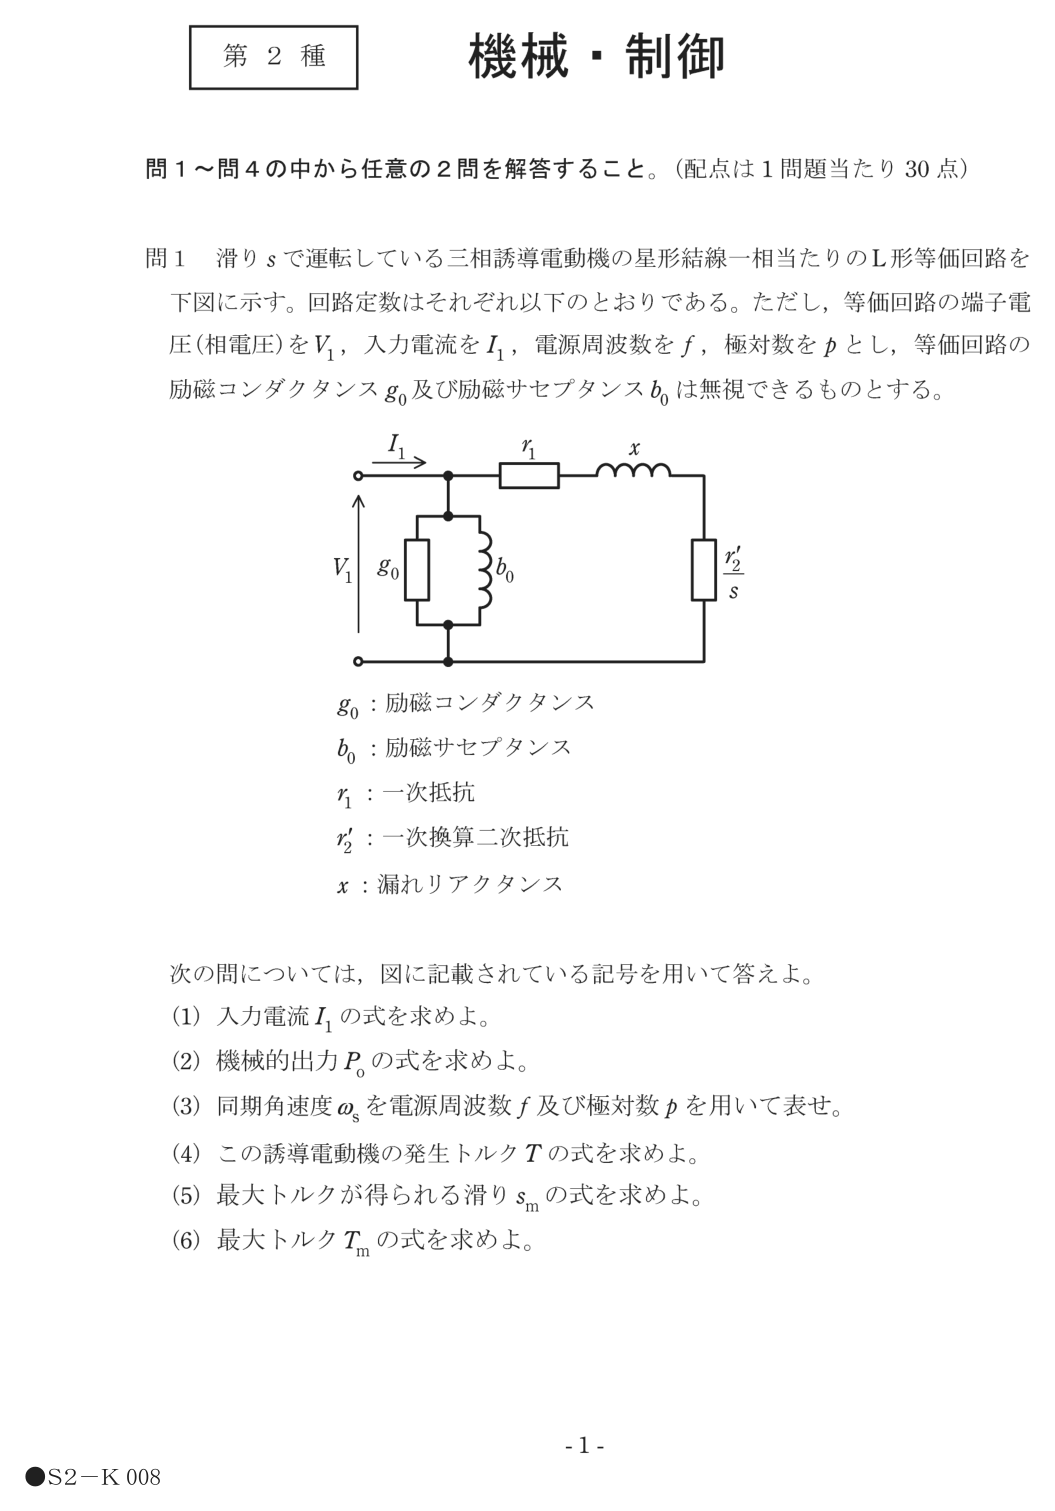 第 2 種
機械・制御
問1~問4の中から任意の2問を解答すること。(配点は1問題当たり 30 点)
問1 滑り s で運転している三相誘導電動機の星形結線一相当たりのL形等価回路を
下図に示す。回路定数はそれぞれ以下のとおりである。ただし,等価回路の端子電
圧(相電圧)をV₁,入力電流を I₁,電源周波数を f,極対数を p とし,等価回路の
励磁コンダクタンス g₀ 及び励磁サセプタンス b₀ は無視できるものとする。
I₁
r₁
x
V₁
g₀
b₀
r₂′
s
g₀:励磁コンダクタンス
b₀:励磁サセプタンス
r₁:一次抵抗
r₂′:一次換算二次抵抗
x:漏れリアクタンス
次の問については,図に記載されている記号を用いて答えよ。
(1) 入力電流 I₁ の式を求めよ。
(2) 機械的出力 Pₒ の式を求めよ。
(3) 同期角速度 ωₛ を電源周波数 f 及び極対数 p を用いて表せ。
(4) この誘導電動機の発生トルク T の式を求めよ。
(5) 最大トルクが得られる滑り sₘ の式を求めよ。
(6) 最大トルク Tₘ の式を求めよ。
- 1 -
●S2-K 008